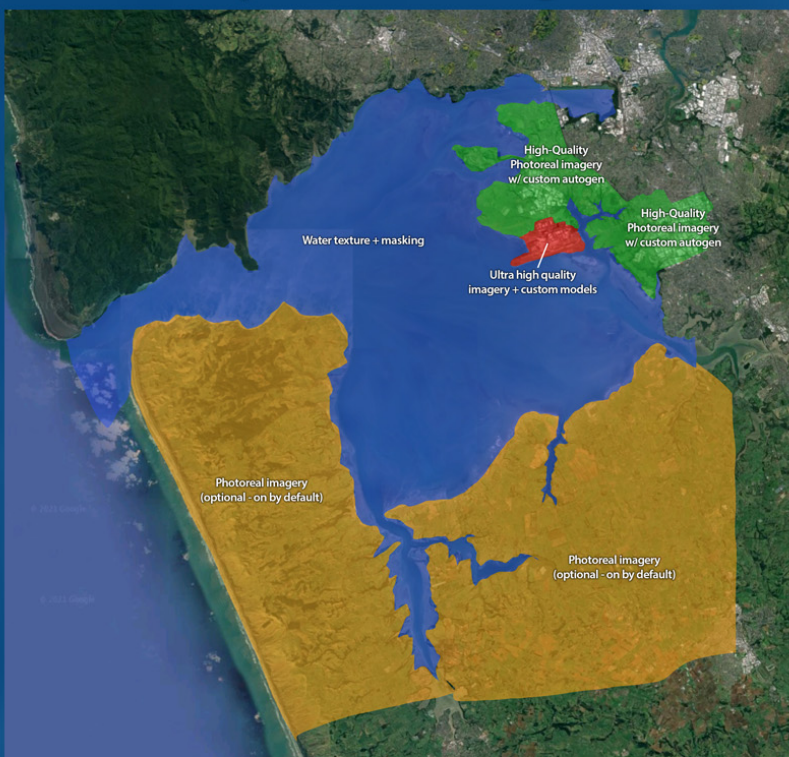 High-Quality
Photoreal imagery
w/ custom autogen
High-Quality
Photoreal imagery
w/ custom autogen
Water texture + masking
Ultra high quality
imagery + custom models
Photoreal imagery
(optional - on by default)
Photoreal imagery
(optional - on by default)